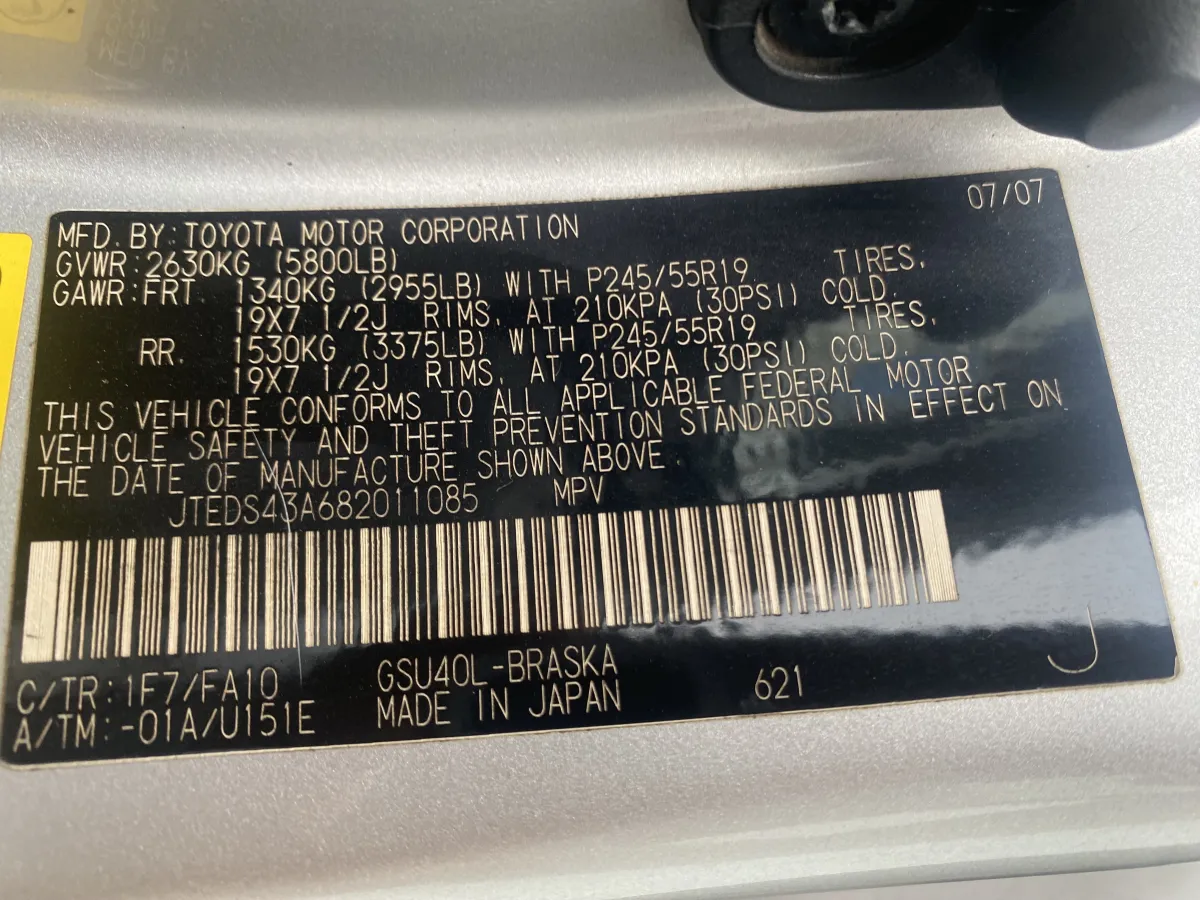 07/07
MFD. BY: TOYOTA MOTOR CORPORATION
GVWR: 2630KG (5800LB)
GAWR: FRT. 1340KG (2955LB) WITH P245/55R19 TIRES,
19X7 1/2J RIMS, AT 210KPA (30PSI) COLD.
RR. 1530KG (3375LB) WITH P245/55R19 TIRES,
19X7 1/2J RIMS, AT 210KPA (30PSI) COLD.
THIS VEHICLE CONFORMS TO ALL APPLICABLE FEDERAL MOTOR
VEHICLE SAFETY AND THEFT PREVENTION STANDARDS IN EFFECT ON
THE DATE OF MANUFACTURE SHOWN ABOVE.
JTEDS43A682011085 MPV
C/TR: 1F7/FA10 GSU40L-BRASKA 621 J
A/TM: -01A/U151E MADE IN JAPAN